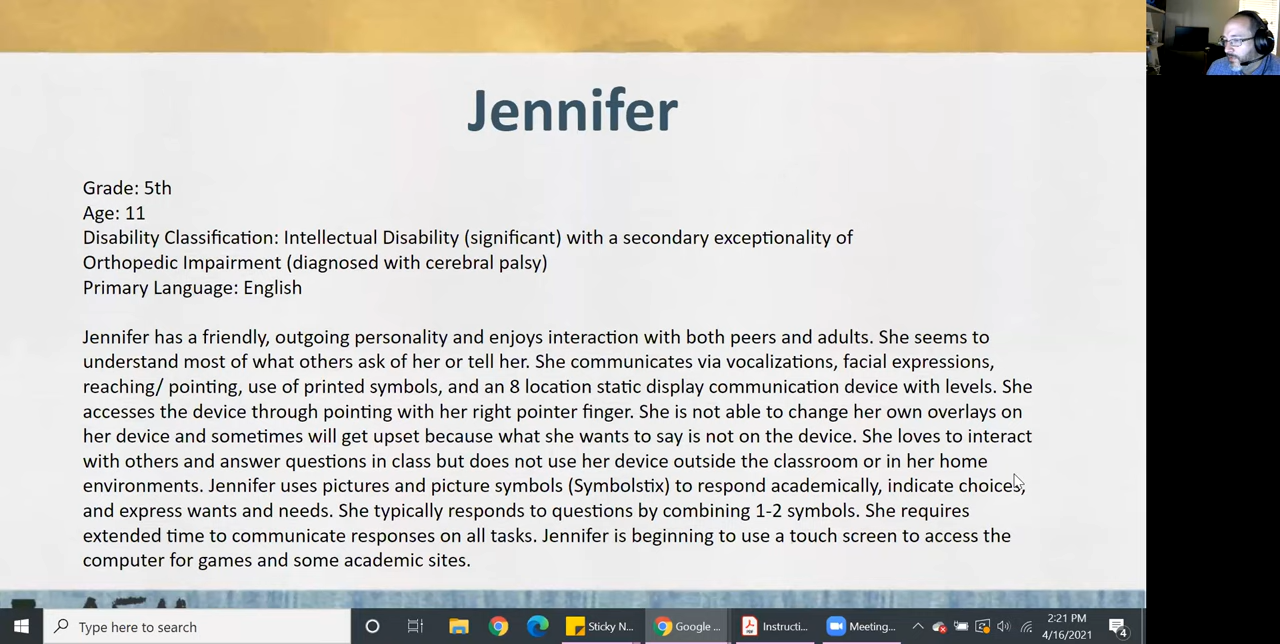 Jennifer
Grade: 5th
Age: 11
Disability Classification: Intellectual Disability (significant) with a secondary exceptionality of
Orthopedic Impairment (diagnosed with cerebral palsy)
Primary Language: English
Jennifer has a friendly, outgoing personality and enjoys interaction with both peers and adults. She seems to
understand most of what others ask of her or tell her. She communicates via vocalizations, facial expressions,
reaching/ pointing, use of printed symbols, and an 8 location static display communication device with levels. She
accesses the device through pointing with her right pointer finger. She is not able to change her own overlays on
her device and sometimes will get upset because what she wants to say is not on the device. She loves to interact
with others and answer questions in class but does not use her device outside the classroom or in her home
environments. Jennifer uses pictures and picture symbols (Symbolstix) to respond academically, indicate choices,
and express wants and needs. She typically responds to questions by combining 1-2 symbols. She requires
extended time to communicate responses on all tasks. Jennifer is beginning to use a touch screen to access the
computer for games and some academic sites.
Type here to search
Sticky N...
Google ...
Instructi...
Meeting...
2:21 PM
4/16/2021
4